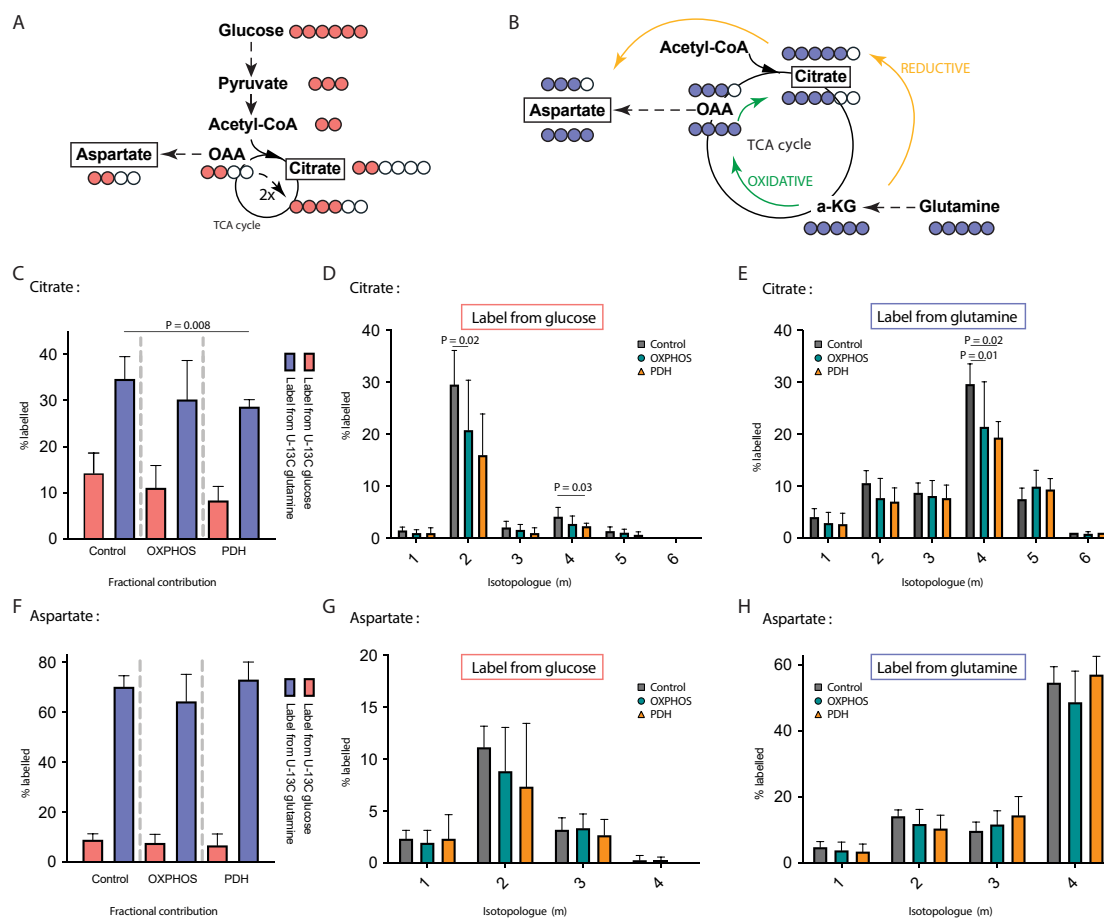 A
Glucose
Pyruvate
Acetyl-CoA
Aspartate
OAA
Citrate
2x
TCA cycle
B
Acetyl-CoA
REDUCTIVE
Citrate
Aspartate
OAA
TCA cycle
OXIDATIVE
a-KG
Glutamine
C
Citrate :
P = 0.008
40
30
20
10
0
% labelled
Control
OXPHOS
PDH
Fractional contribution
Label from U-13C glucose
Label from U-13C glutamine
D
Citrate :
Label from glucose
Control
OXPHOS
PDH
P = 0.02
P = 0.03
40
30
20
10
0
% labelled
1
2
3
4
5
6
Isotopologue (m)
E
Citrate :
Label from glutamine
Control
OXPHOS
PDH
P = 0.02
P = 0.01
40
30
20
10
0
% labelled
1
2
3
4
5
6
Isotopologue (m)
F
Aspartate :
80
60
40
20
0
% labelled
Control
OXPHOS
PDH
Fractional contribution
Label from U-13C glucose
Label from U-13C glutamine
G
Aspartate :
Label from glucose
Control
OXPHOS
PDH
20
15
10
5
0
% labelled
1
2
3
4
Isotopologue (m)
H
Aspartate :
Label from glutamine
Control
OXPHOS
PDH
60
40
20
0
% labelled
1
2
3
4
Isotopologue (m)